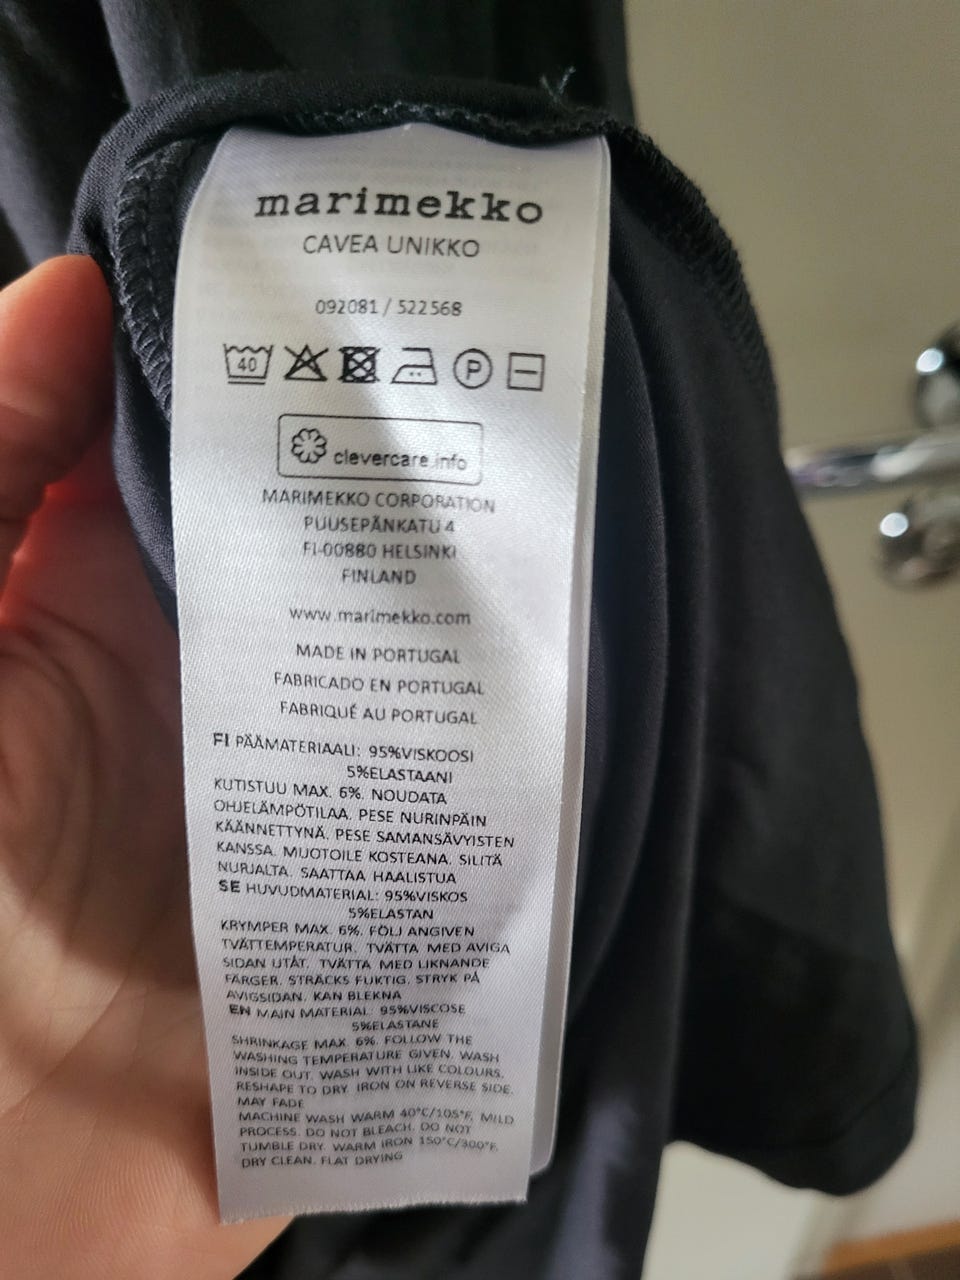 marimekko
CAVEA UNIKKO
092081 / 522568
40 P
clevercare.info
MARIMEKKO CORPORATION
PUUSEPÄNKATU 4
FI-00880 HELSINKI
FINLAND
www.marimekko.com
MADE IN PORTUGAL
FABRICADO EN PORTUGAL
FABRIQUÉ AU PORTUGAL
FI PÄÄMATERIAALI: 95%VISKOOSI
5%ELASTAANI
KUTISTUU MAX. 6%. NOUDATA
OHJELÄMPÖTILAA. PESE NURINPÄIN
KÄÄNNETTYNÄ. PESE SAMANSÄVYISTEN
KANSSA. MUOTOILE KOSTEANA. SILITÄ
NURJALTA. SAATTAA HAALISTUA
SE HUVUDMATERIAL: 95%VISKOS
5%ELASTAN
KRYMPER MAX. 6%. FÖLJ ANGIVEN
TVÄTTEMPERATUR. TVÄTTA MED AVIGA
SIDAN UTÅT. TVÄTTA MED LIKNANDE
FÄRGER. STRÄCKS FUKTIG. STRYK PÅ
AVIGSIDAN. KAN BLEKNA
EN MAIN MATERIAL: 95%VISCOSE
5%ELASTANE
SHRINKAGE MAX. 6%. FOLLOW THE
WASHING TEMPERATURE GIVEN. WASH
INSIDE OUT. WASH WITH LIKE COLOURS.
RESHAPE TO DRY. IRON ON REVERSE SIDE.
MAY FADE
MACHINE WASH WARM 40°C/105°F, MILD
PROCESS. DO NOT BLEACH. DO NOT
TUMBLE DRY. WARM IRON 150°C/300°F.
DRY CLEAN. FLAT DRYING